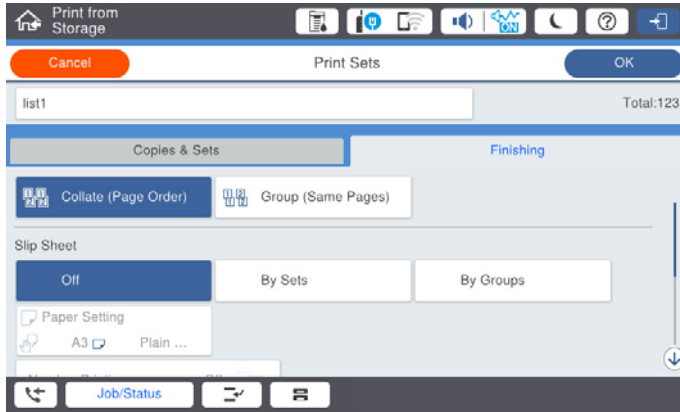 Print from
Storage
ON
Cancel
Print Sets
OK
list1
Total:123
Copies & Sets
Finishing
Collate (Page Order)
Group (Same Pages)
Slip Sheet
Off
By Sets
By Groups
Paper Setting
A3
Plain ...
Job/Status